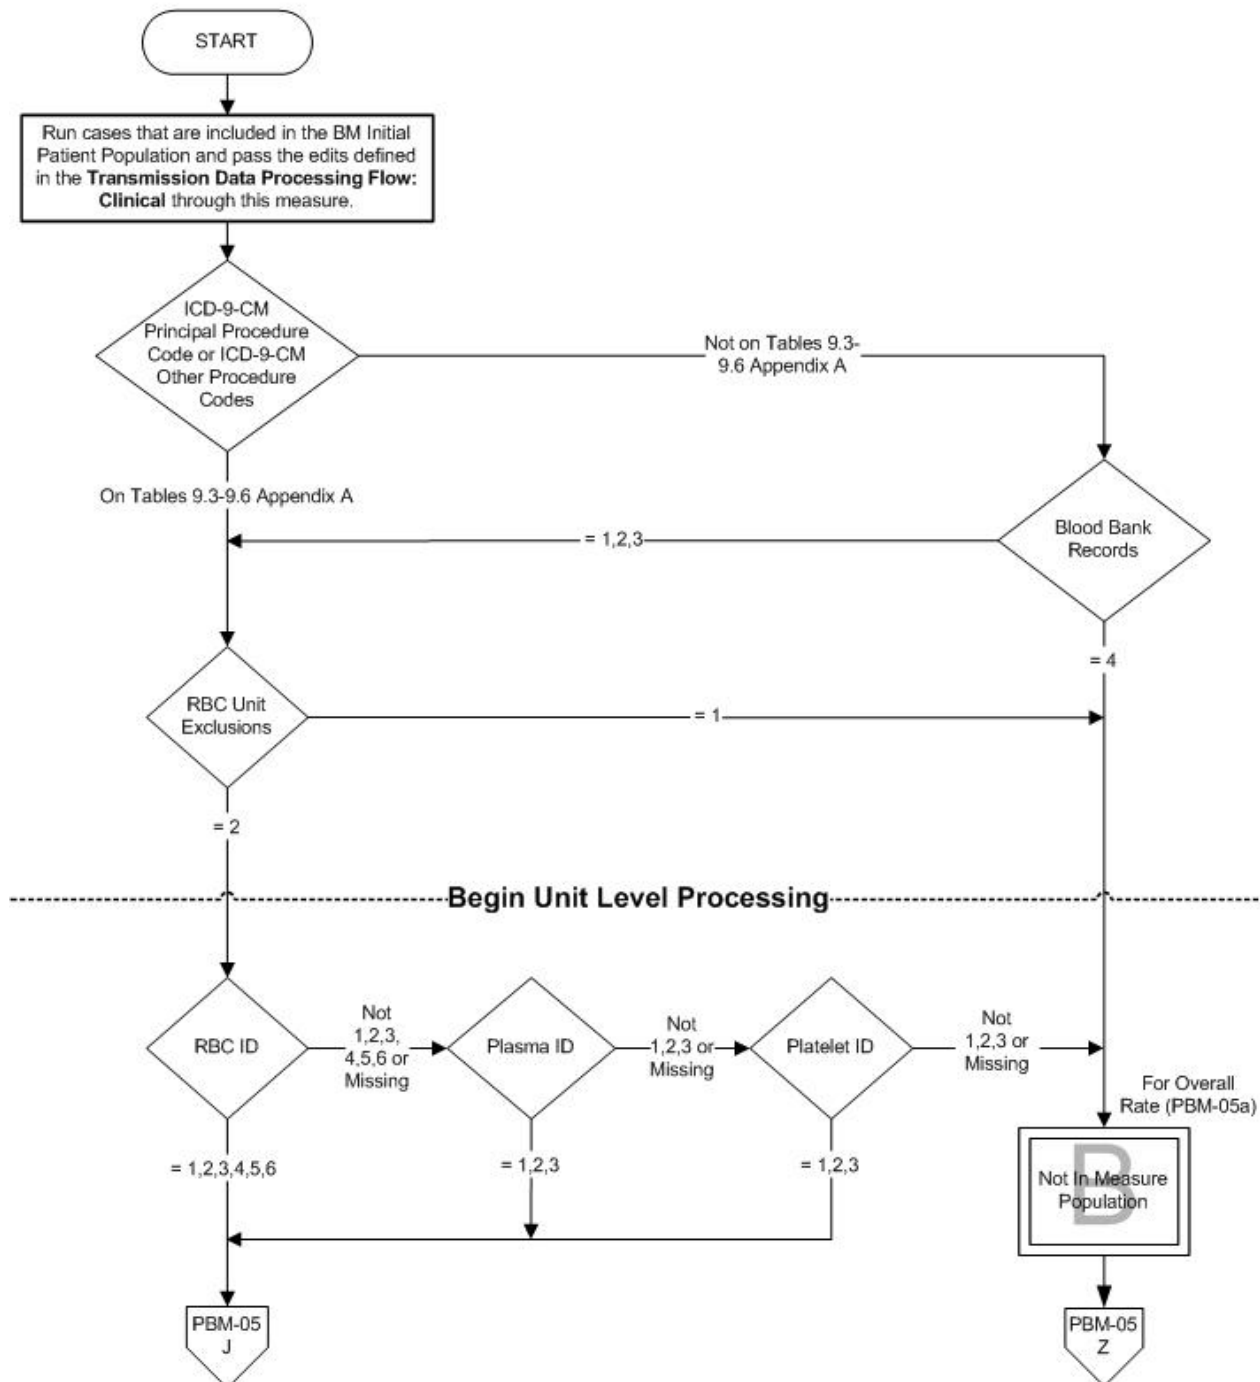 START
Run cases that are included in the BM Initial
Patient Population and pass the edits defined
in the Transmission Data Processing Flow:
Clinical through this measure.
ICD-9-CM
Principal Procedure
Code or ICD-9-CM
Other Procedure
Codes
Not on Tables 9.3-
9.6 Appendix A
On Tables 9.3-9.6 Appendix A
Blood Bank
Records
= 1,2,3
= 4
RBC Unit
Exclusions
= 1
= 2
Begin Unit Level Processing
RBC ID
Not
1,2,3,
4,5,6 or
Missing
Plasma ID
Not
1,2,3 or
Missing
Platelet ID
Not
1,2,3 or
Missing
For Overall
Rate (PBM-05a)
= 1,2,3,4,5,6
= 1,2,3
= 1,2,3
B
Not In Measure
Population
PBM-05
J
PBM-05
Z